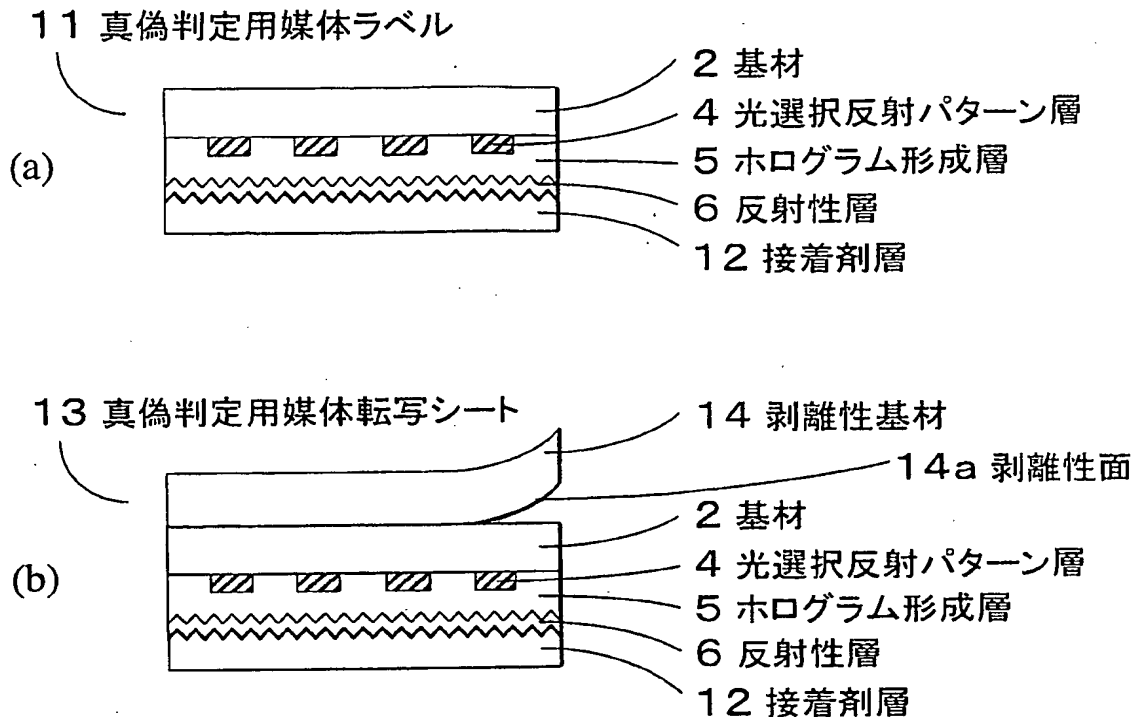 11 真偽判定用媒体ラベル
2 基材
4 光選択反射パターン層
(a)
5 ホログラム形成層
6 反射性層
12 接着剤層
13 真偽判定用媒体転写シート
14 剥離性基材
14a 剥離性面
2 基材
4 光選択反射パターン層
(b)
5 ホログラム形成層
6 反射性層
12 接着剤層